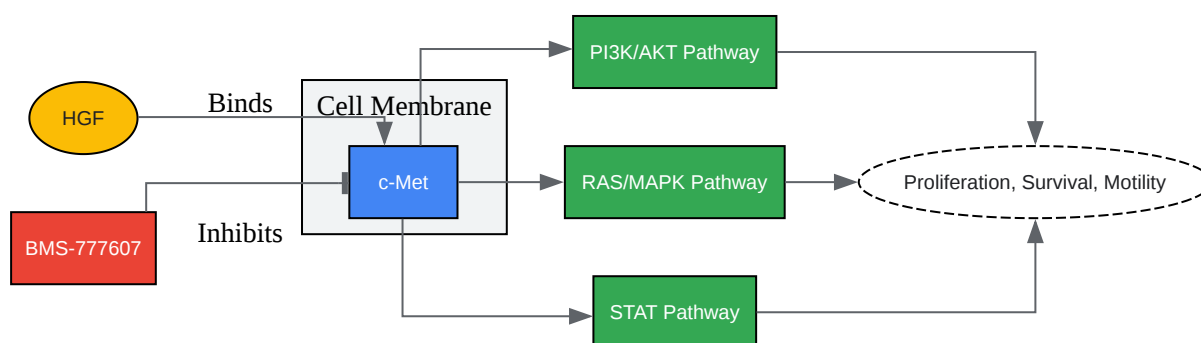 PI3K/AKT Pathway
Binds
Cell Membrane
HGF
c-Met
RAS/MAPK Pathway
Proliferation, Survival, Motility
Inhibits
BMS-777607
STAT Pathway